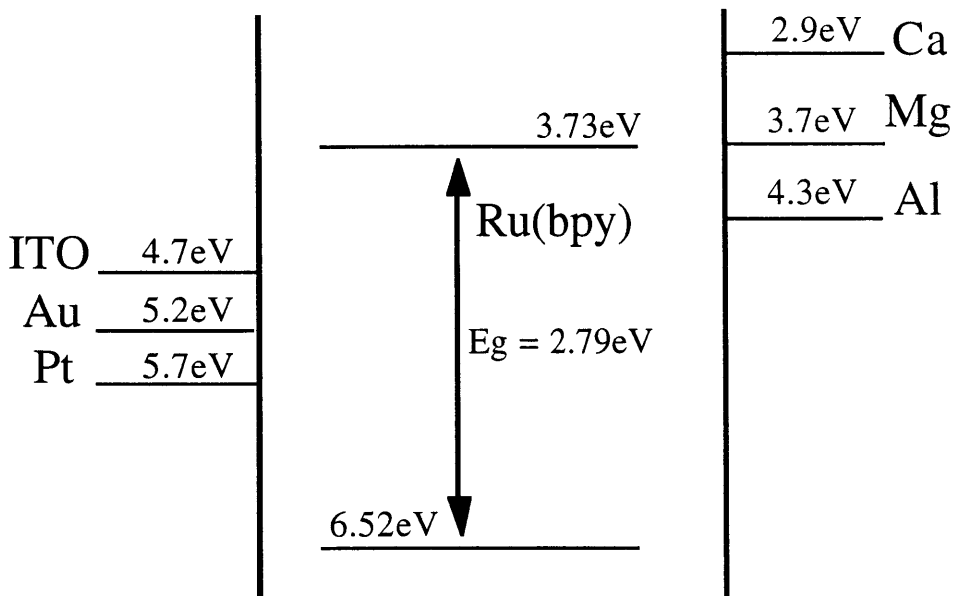 2.9eV Ca
3.73eV
3.7eV Mg
4.3eV Al
Ru(bpy)
ITO 4.7eV
Au 5.2eV
Eg = 2.79eV
Pt 5.7eV
6.52eV